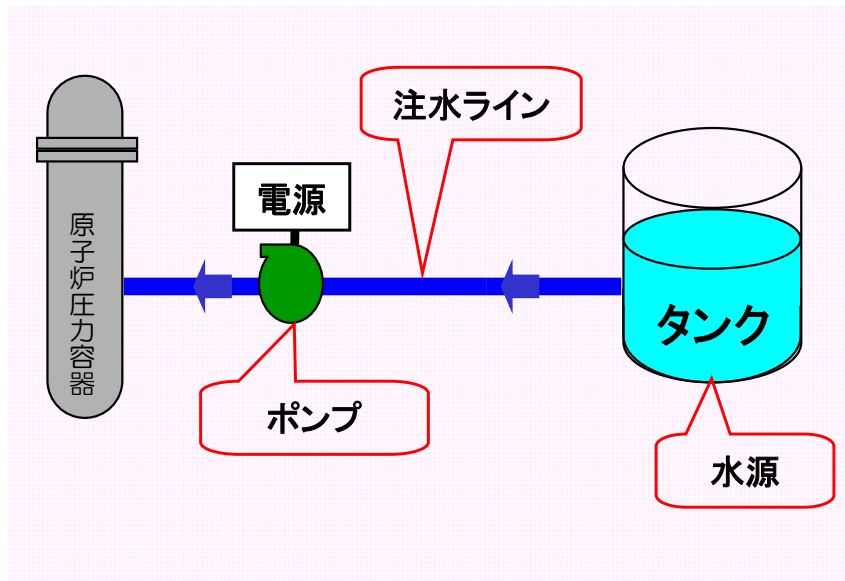 注水ライン
電源
原子炉圧力容器
タンク
ポンプ
水源